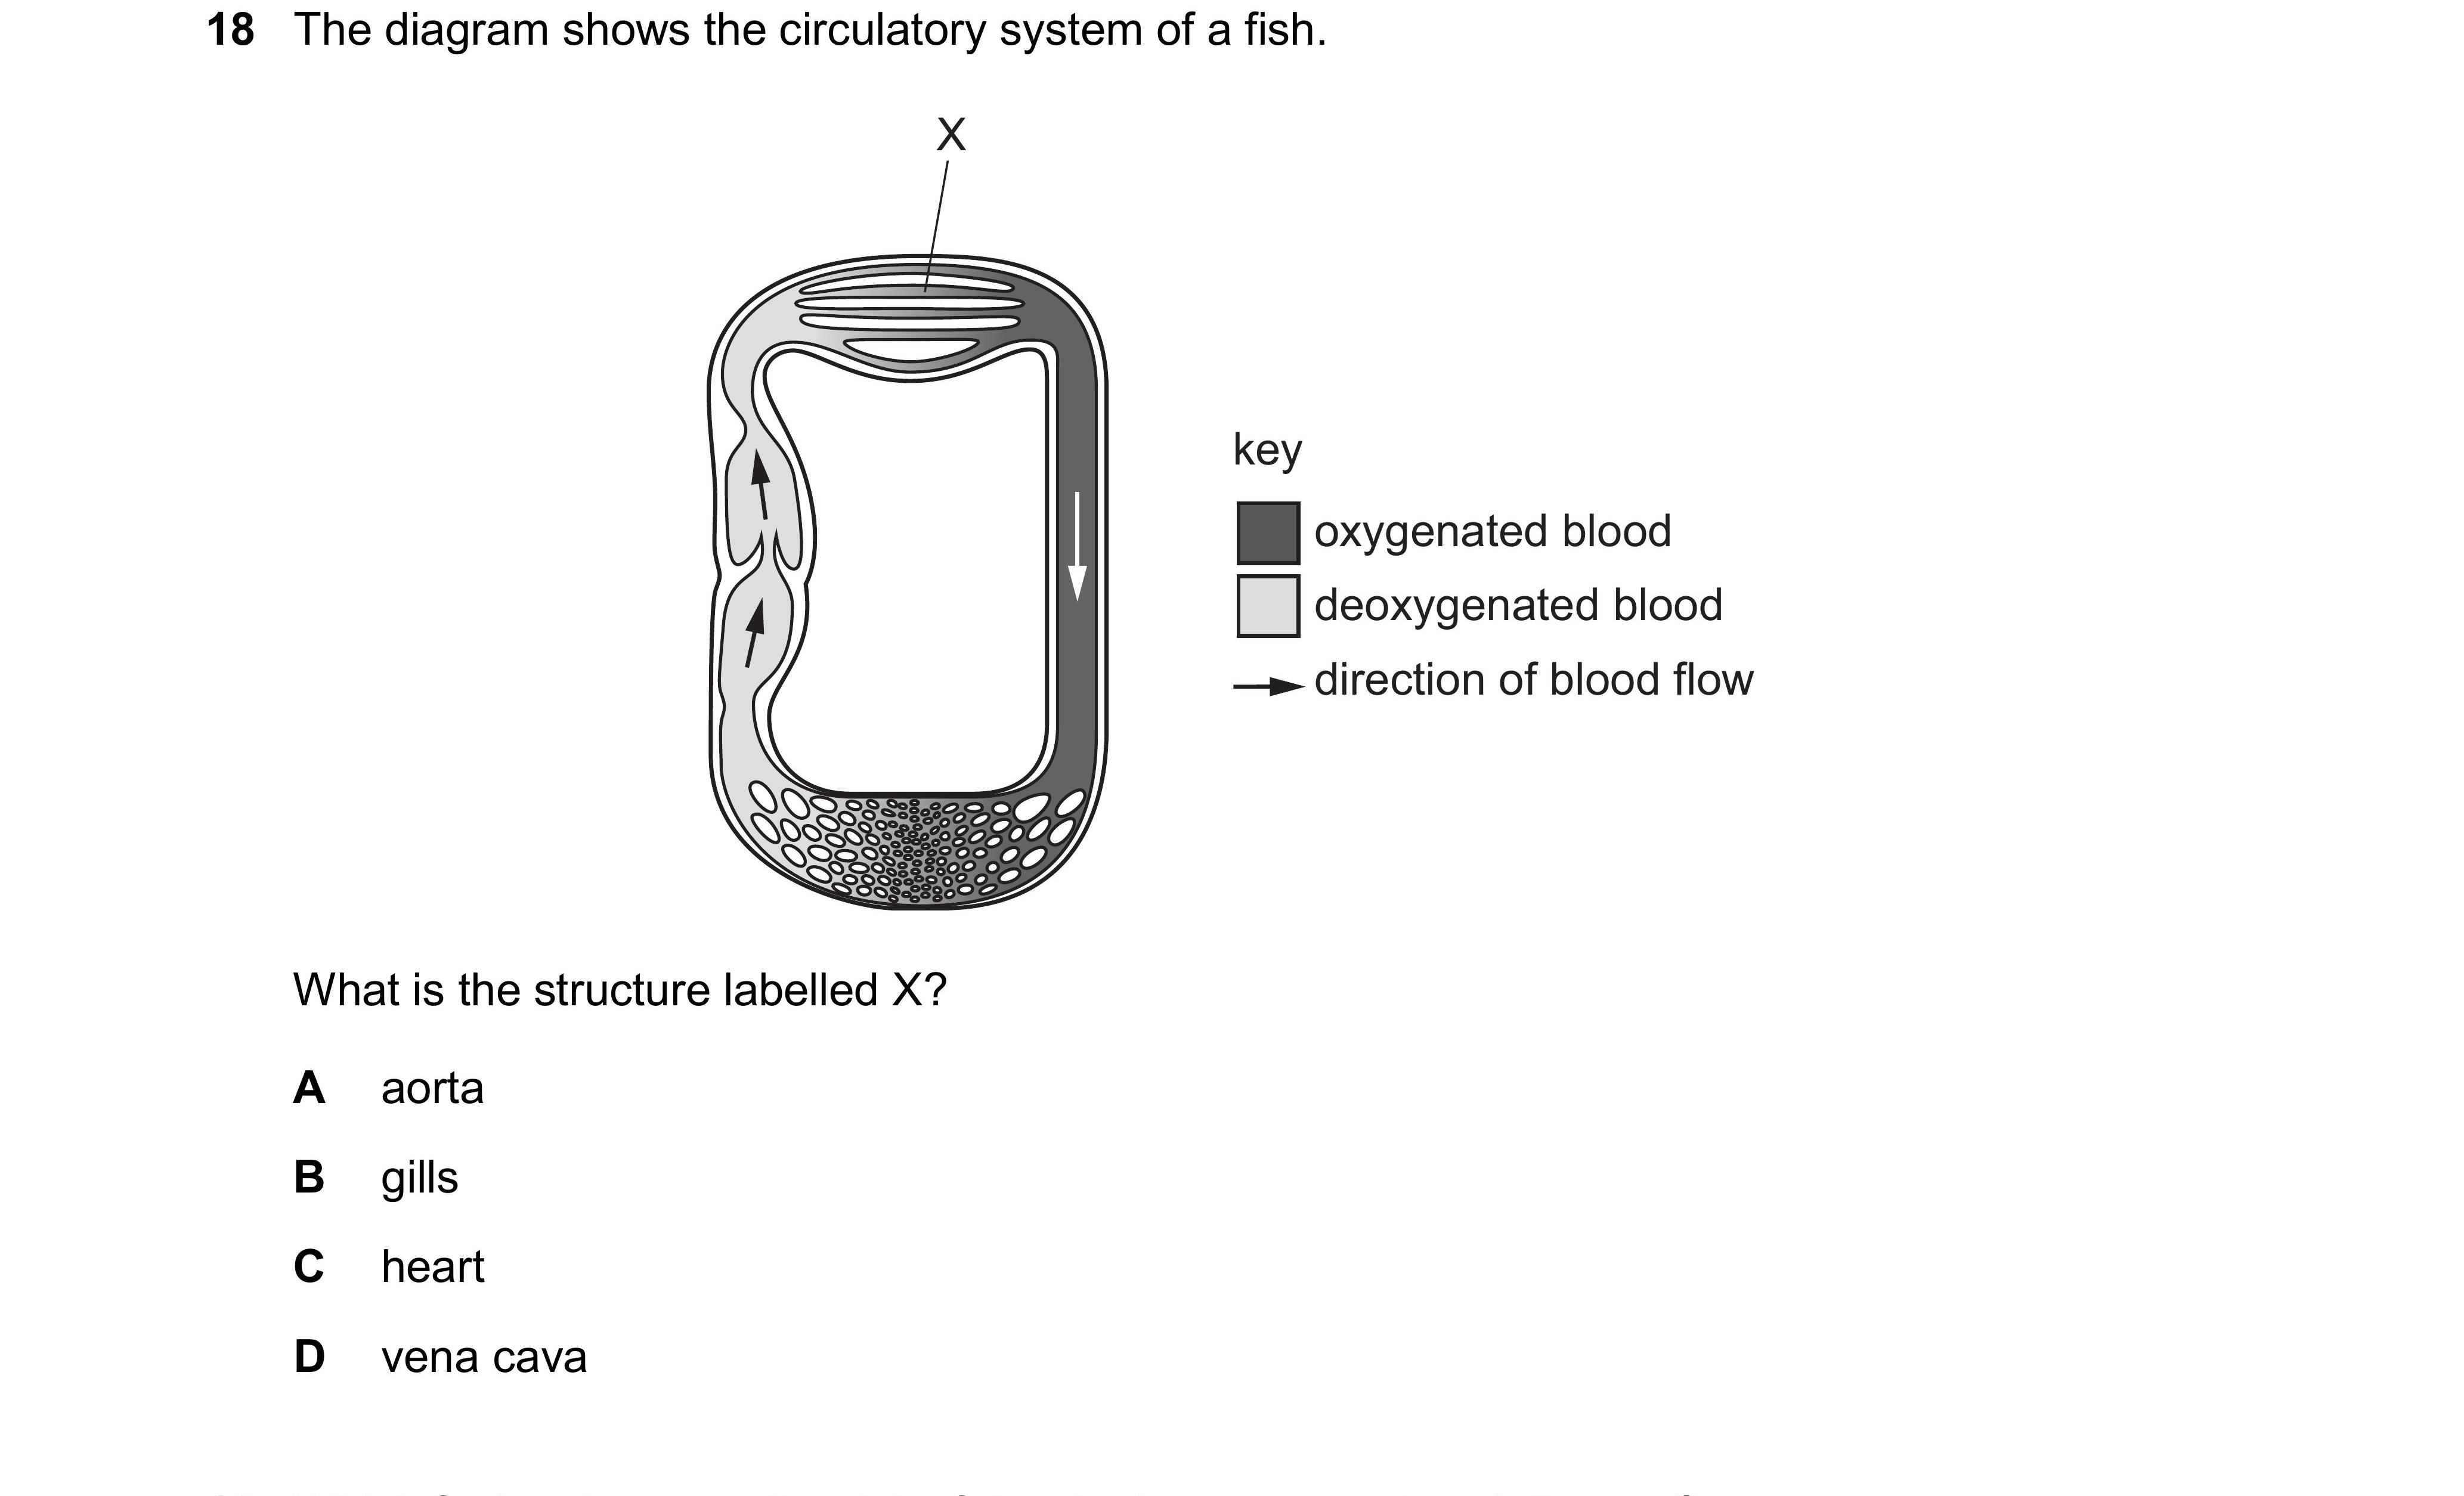 18 The diagram shows the circulatory system of a fish.
X
key
oxygenated blood
deoxygenated blood
direction of blood flow
What is the structure labelled X?
A aorta
B gills
C heart
D vena cava